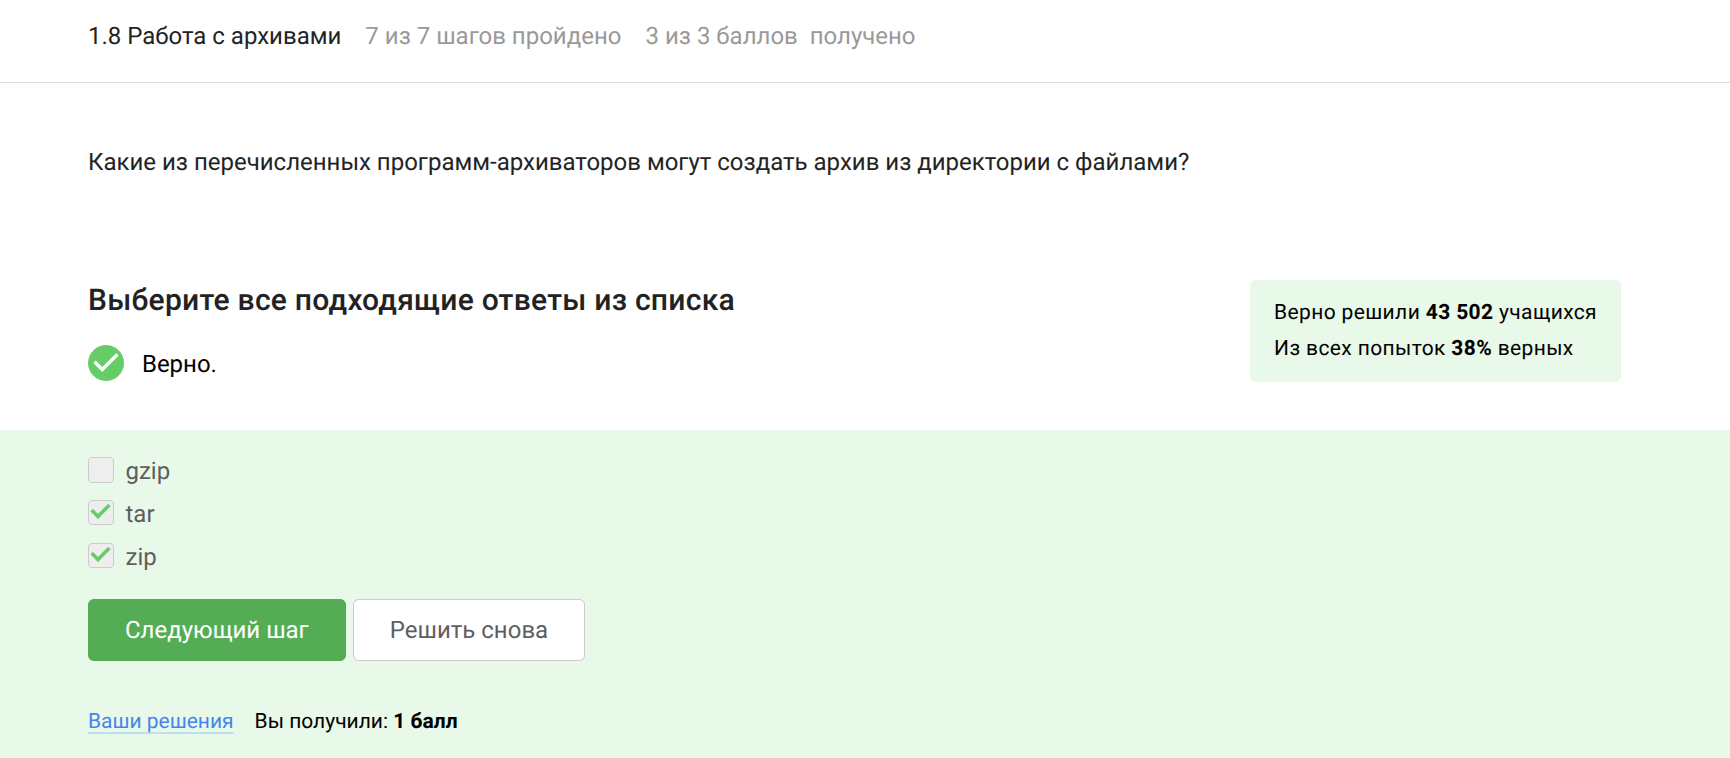 1.8 Работа с архивами 7 из 7 шагов пройдено 3 из 3 баллов получено
Какие из перечисленных программ-архиваторов могут создать архив из директории с файлами?
Выберите все подходящие ответы из списка
Верно.
Верно решили 43 502 учащихся
Из всех попыток 38% верных
gzip
tar
zip
Следующий шаг Решить снова
Ваши решения Вы получили: 1 балл